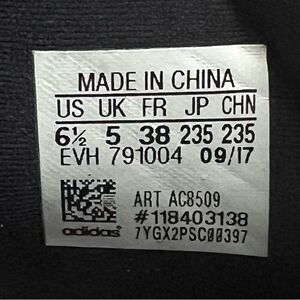 MADE IN CHINA
US UK FR JP CHN
6½ 5 38 235 235
EVH 791004 09/17
ART AC8509
#118403138
adidas 7YGX2PSC00397